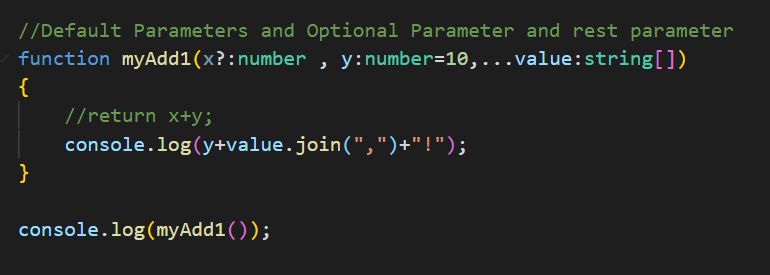 //Default Parameters and Optional Parameter and rest parameter
function myAdd1(x?:number , y:number=10,...value:string[])
{
    //return x+y;
    console.log(y+value.join(",")+"!");
}
console.log(myAdd1());